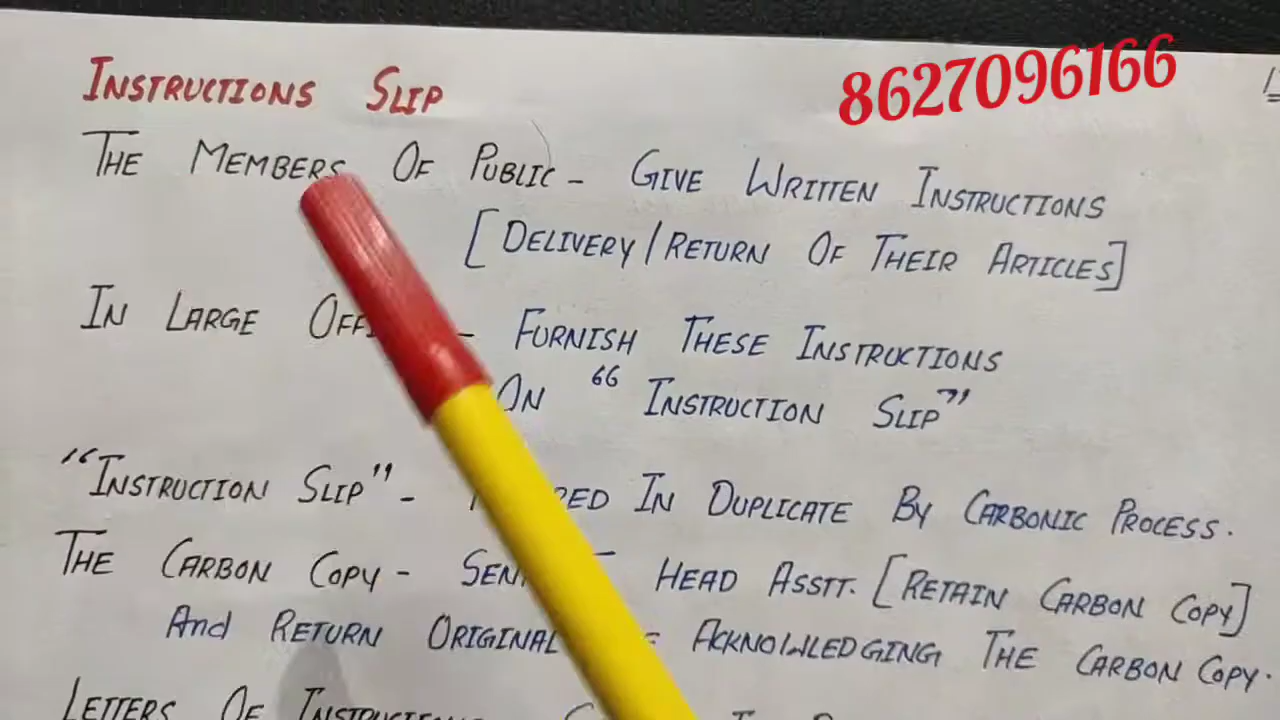 INSTRUCTIONS SLIP
8627096166
THE MEMBERS OF PUBLIC - GIVE WRITTEN INSTRUCTIONS
[DELIVERY/RETURN OF THEIR ARTICLES]
IN LARGE - FURNISH THESE INSTRUCTIONS
ON "INSTRUCTION SLIP"
"INSTRUCTION SLIP" - IN DUPLICATE BY CARBONIC PROCESS.
THE CARBON COPY - HEAD ASSTT. [RETAIN CARBON COPY]
And RETURN ORIGINAL ACKNOWLEDGING THE CARBON COPY.
LETTERS OF